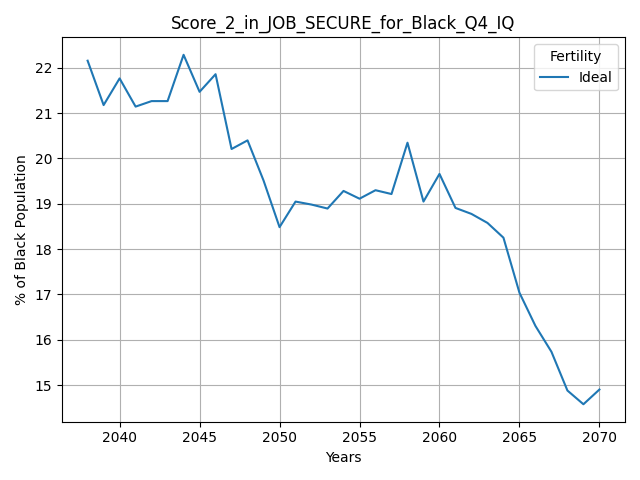 Score_2_in_JOB_SECURE_for_Black_Q4_IQ
Fertility
Ideal
% of Black Population
22
21
20
19
18
17
16
15
2040 2045 2050 2055 2060 2065 2070
Years